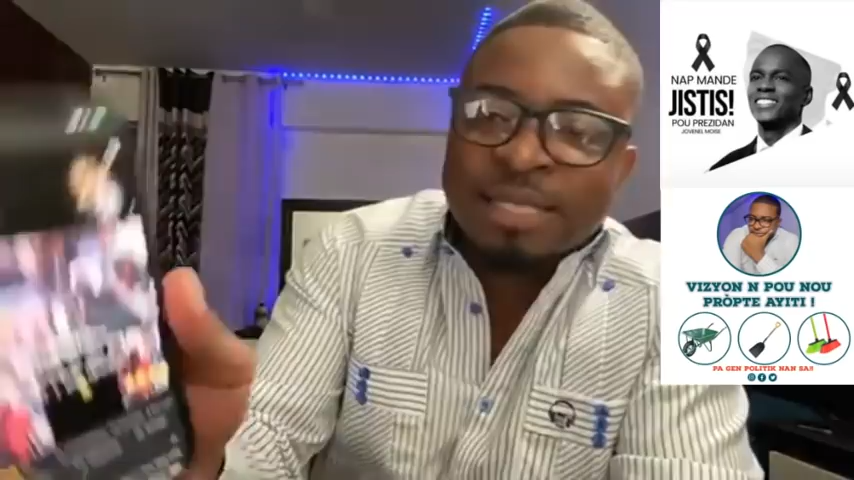 NAP MANDE
JISTIS!
POU PREZIDAN
JOVENEL MOISE
VIZYON N POU NOU
PRÒPTE AYITI !
PA GEN POLITIK NAN SA!!